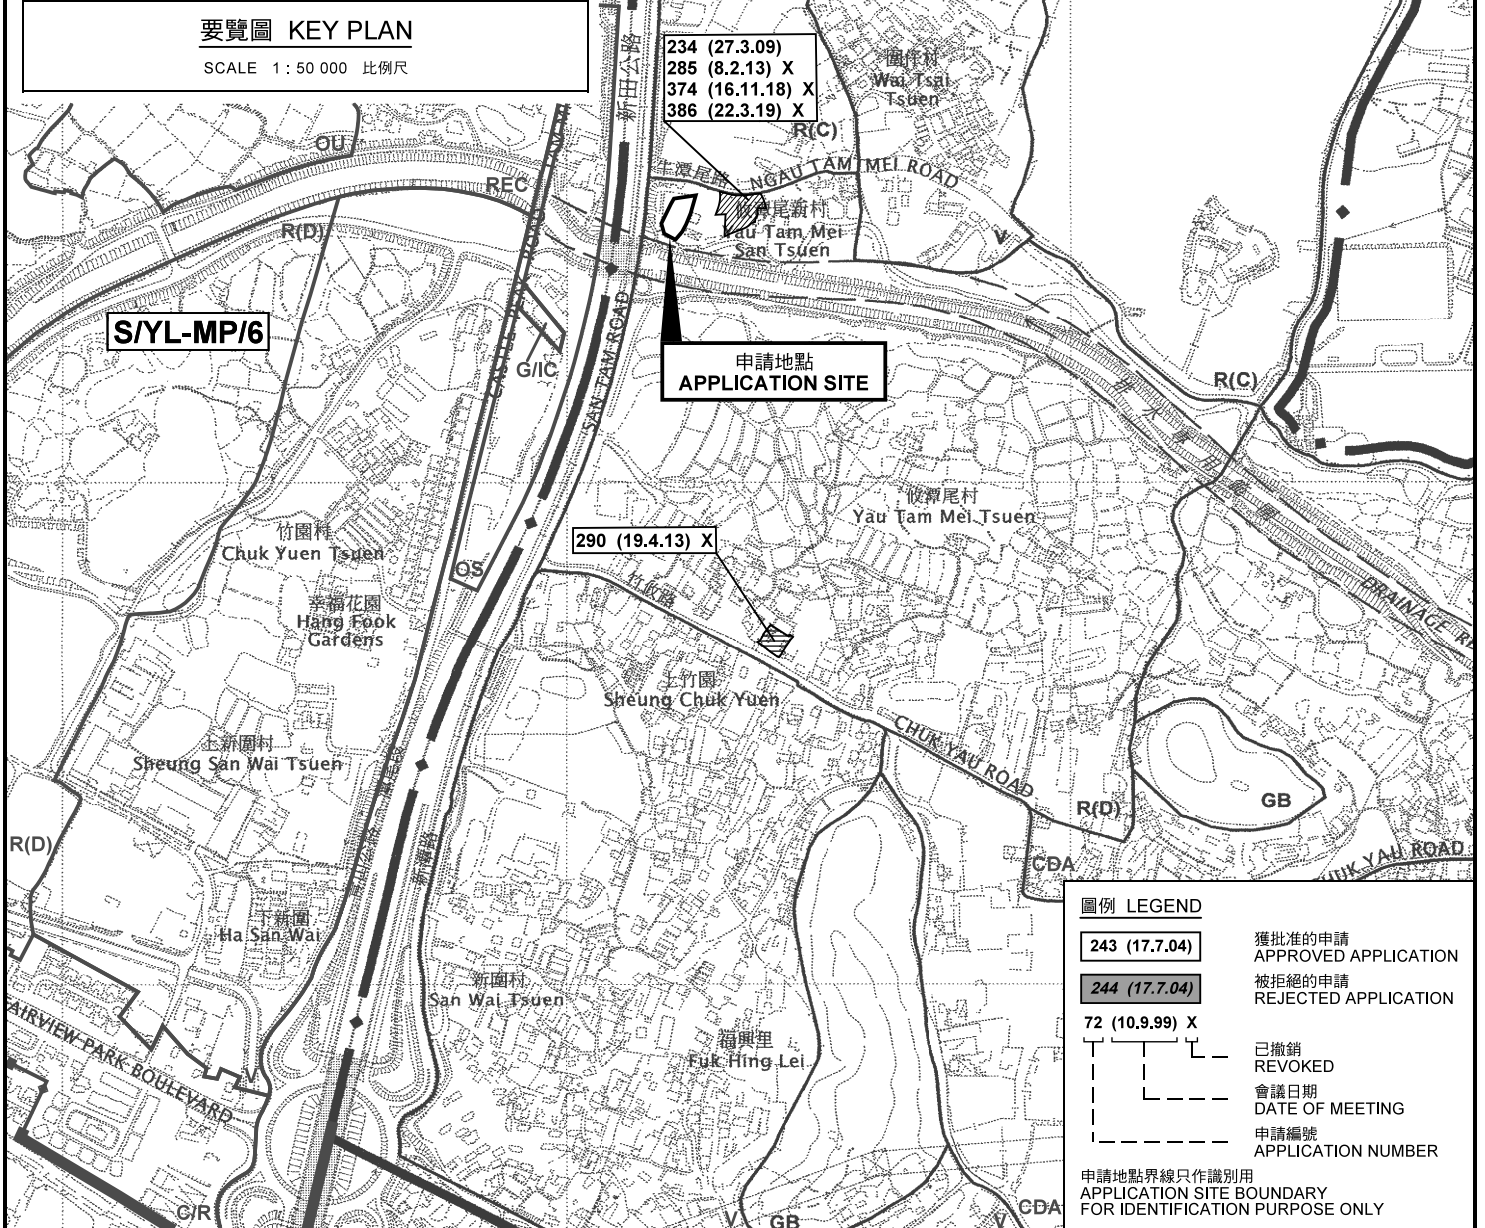 要覽圖 KEY PLAN
SCALE 1 : 50 000 比例尺
新田公路
234 (27.3.09)
285 (8.2.13) X
374 (16.11.18) X
386 (22.3.19) X
圍仔村
Wai Tsai
Tsuen
R(C)
OU
REC
NGAU TAM MEI ROAD
攸潭尾新村
Yau Tam Mei
San Tsuen
V
R(D)
S/YL-MP/6
G/IC
SAN TAM ROAD
申請地點
APPLICATION SITE
R(C)
攸潭尾村
Yau Tam Mei Tsuen
竹園村
Chuk Yuen Tsuen
290 (19.4.13) X
OS
竹攸路
幸福花園
Hang Fook
Gardens
上竹園
Sheung Chuk Yuen
CHUK YAU ROAD
上新圍村
Sheung San Wai Tsuen
R(D)
GB
R(D)
CDA
CHUK YAU ROAD
下新圍
Ha San Wai
新圍村
San Wai Tsuen
福興里
Fuk Hing Lei
FAIRVIEW PARK BOULEVARD
V
C/R
V
GB
CDA
V
圖例 LEGEND
243 (17.7.04) 獲批准的申請
APPROVED APPLICATION
244 (17.7.04) 被拒絕的申請
REJECTED APPLICATION
72 (10.9.99) X
已撤銷
REVOKED
會議日期
DATE OF MEETING
申請編號
APPLICATION NUMBER
申請地點界線只作識別用
APPLICATION SITE BOUNDARY
FOR IDENTIFICATION PURPOSE ONLY